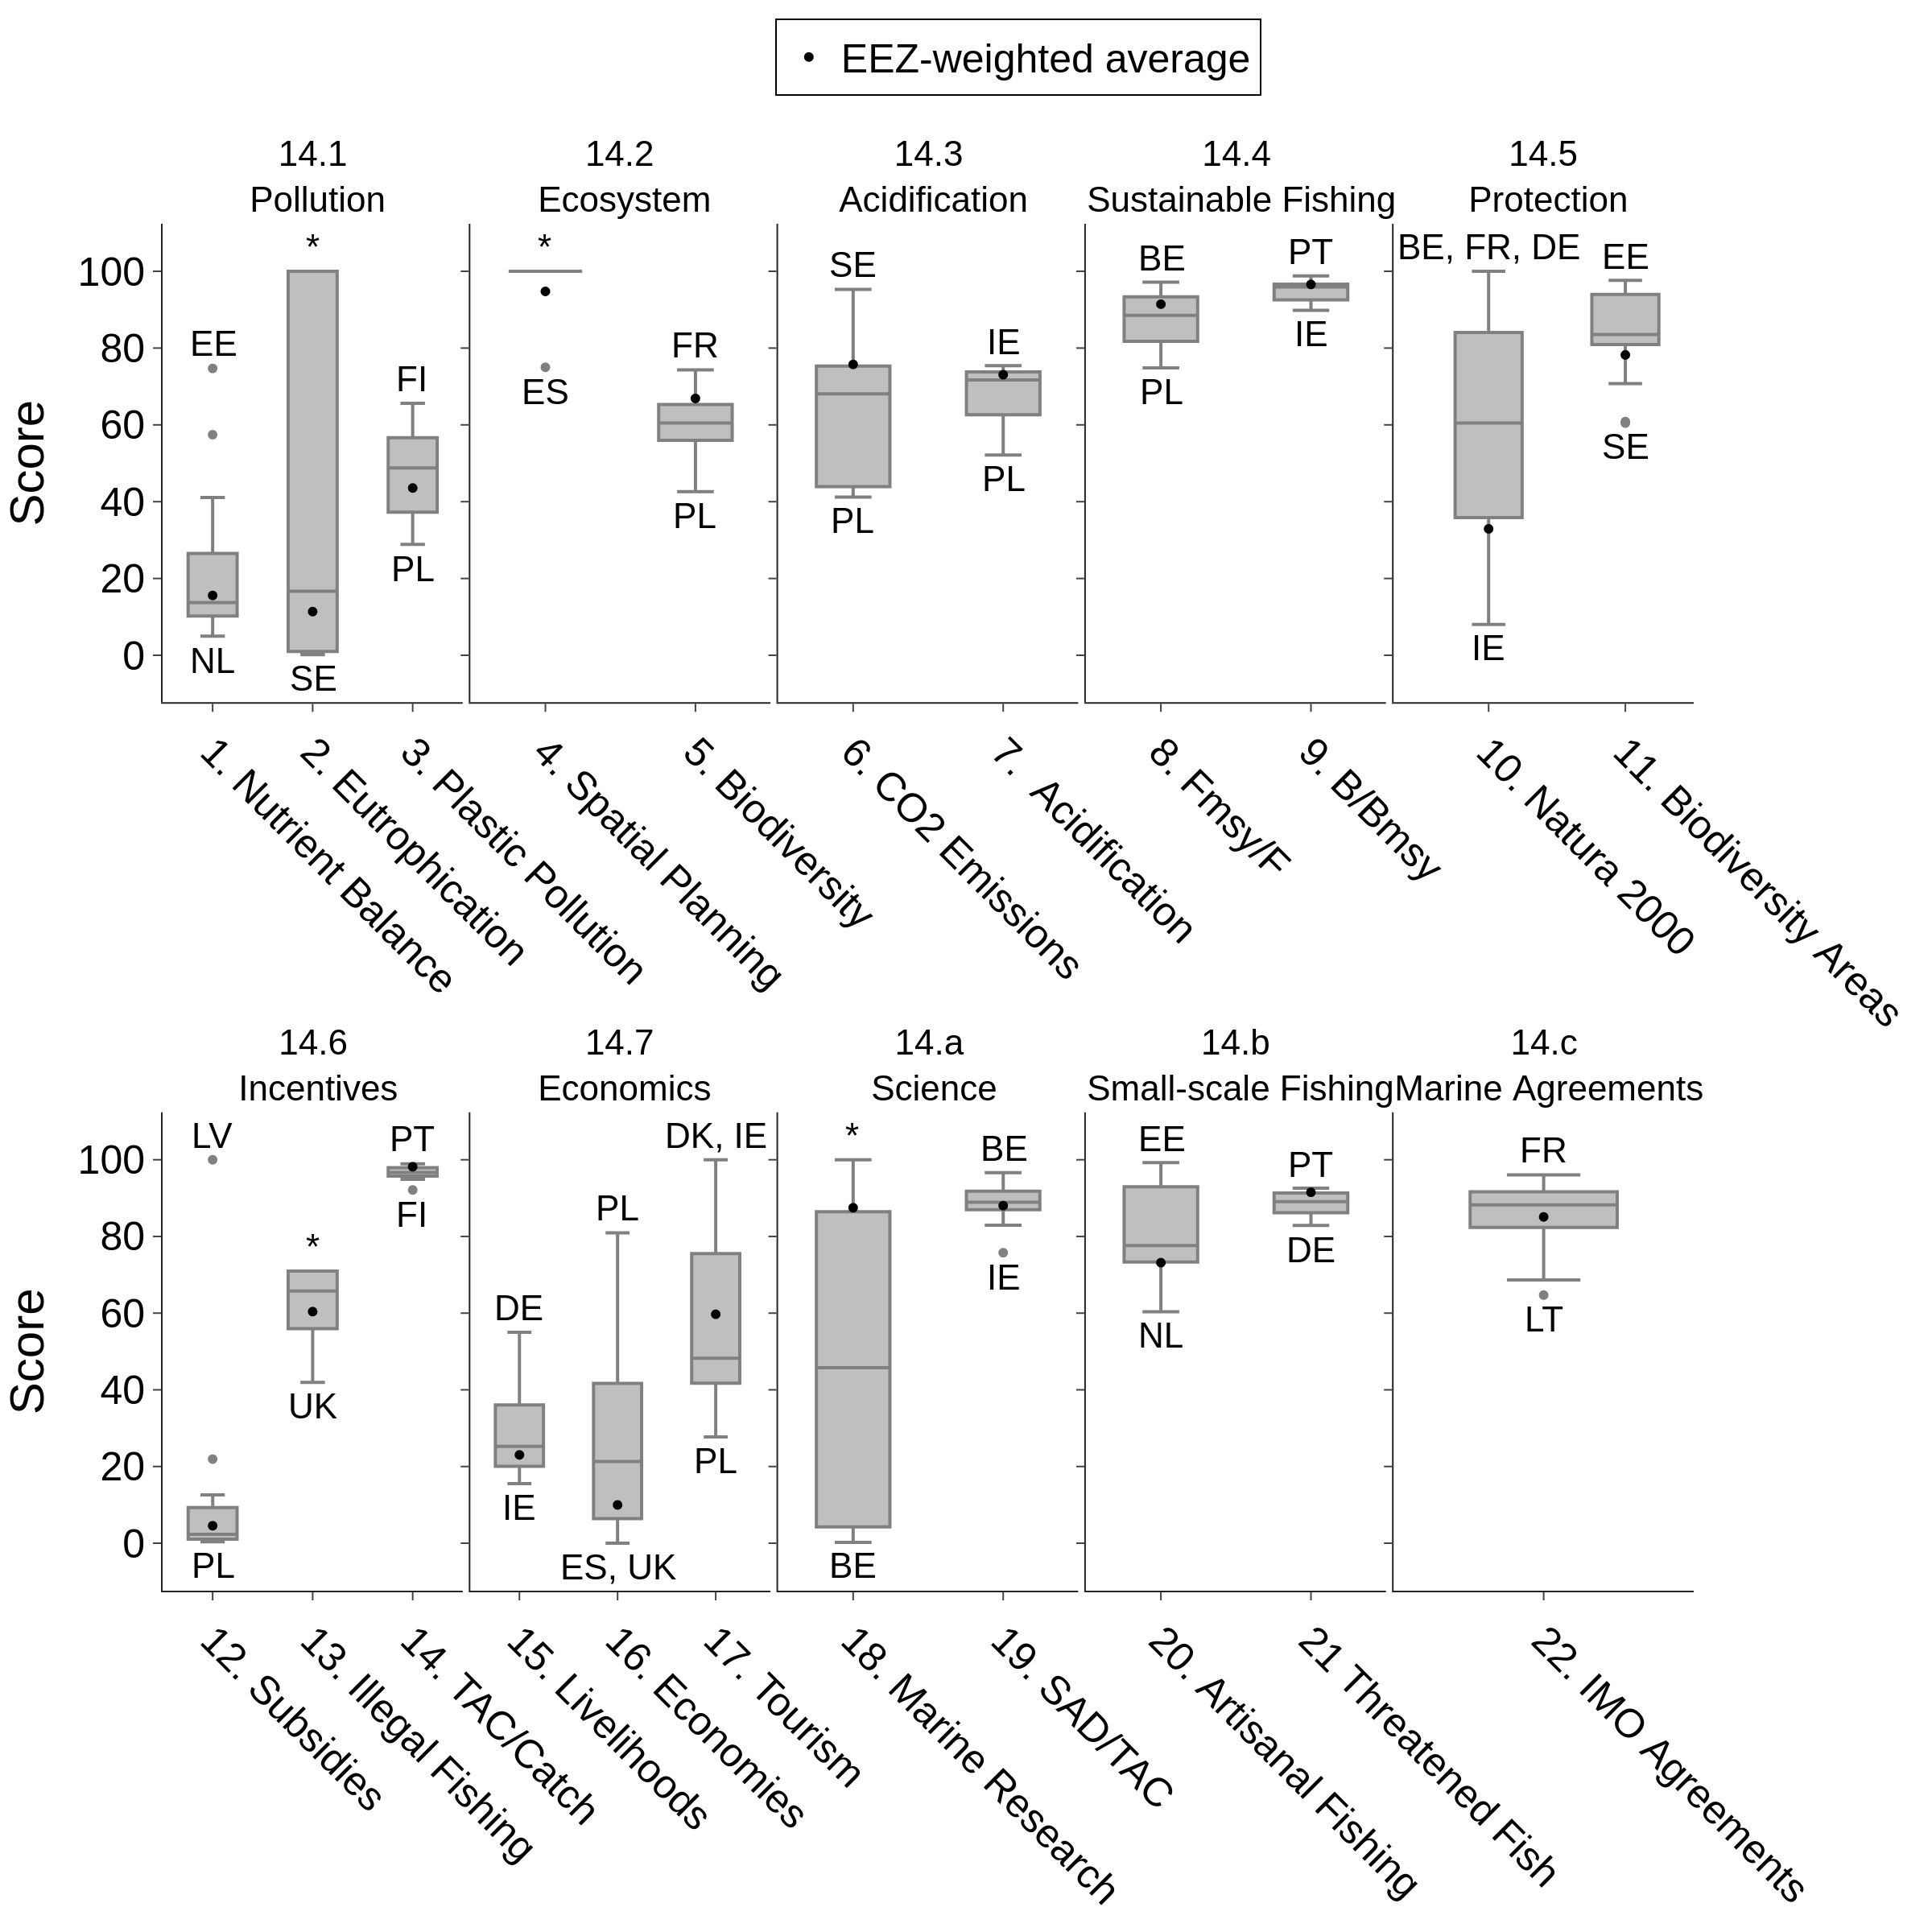 EEZ-weighted average
14.1
Pollution
14.2
Ecosystem
14.3
Acidification
14.4
Sustainable Fishing
14.5
Protection
Score
100
80
60
40
20
0
EE
NL
*
SE
FI
PL
*
ES
FR
PL
SE
PL
IE
PL
BE
PL
PT
IE
BE, FR, DE
IE
EE
SE
1. Nutrient Balance
2. Eutrophication
3. Plastic Pollution
4. Spatial Planning
5. Biodiversity
6. CO2 Emissions
7. Acidification
8. Fmsy/F
9. B/Bmsy
10. Natura 2000
11. Biodiversity Areas
14.6
Incentives
14.7
Economics
14.a
Science
14.b
Small-scale Fishing
14.c
Marine Agreements
Score
100
80
60
40
20
0
LV
PL
*
UK
PT
FI
DE
IE
PL
ES, UK
DK, IE
PL
*
BE
BE
IE
EE
NL
PT
DE
FR
LT
12. Subsidies
13. Illegal Fishing
14. TAC/Catch
15. Livelihoods
16. Economies
17. Tourism
18. Marine Research
19. SAD/TAC
20. Artisanal Fishing
21 Threatened Fish
22. IMO Agreements